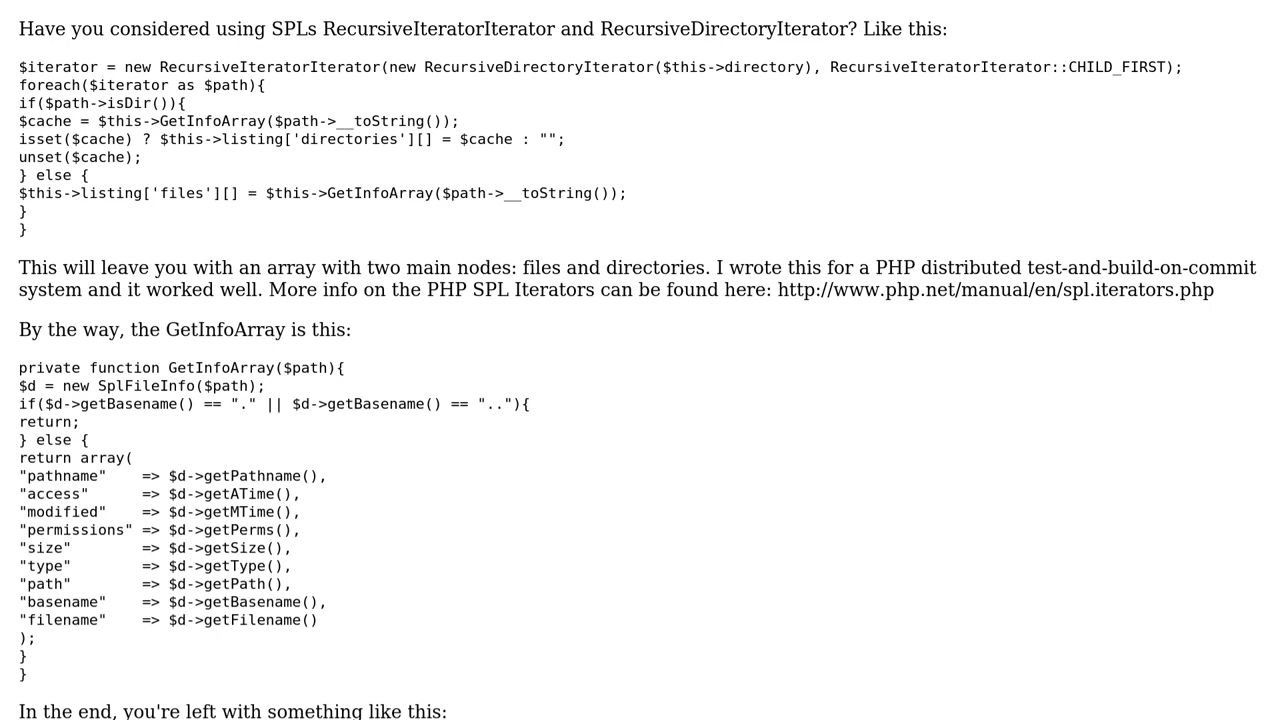 Have you considered using SPLs RecursiveIteratorIterator and RecursiveDirectoryIterator? Like this:
$iterator = new RecursiveIteratorIterator(new RecursiveDirectoryIterator($this->directory), RecursiveIteratorIterator::CHILD_FIRST);
foreach($iterator as $path){
if($path->isDir()){
$cache = $this->GetInfoArray($path->__toString());
isset($cache) ? $this->listing['directories'][] = $cache : "";
unset($cache);
} else {
$this->listing['files'][] = $this->GetInfoArray($path->__toString());
}
}
This will leave you with an array with two main nodes: files and directories. I wrote this for a PHP distributed test-and-build-on-commit
system and it worked well. More info on the PHP SPL Iterators can be found here: http://www.php.net/manual/en/spl.iterators.php
By the way, the GetInfoArray is this:
private function GetInfoArray($path){
$d = new SplFileInfo($path);
if($d->getBasename() == "." || $d->getBasename() == ".."){
return;
} else {
return array(
"pathname"    => $d->getPathname(),
"access"      => $d->getATime(),
"modified"    => $d->getMTime(),
"permissions" => $d->getPerms(),
"size"        => $d->getSize(),
"type"        => $d->getType(),
"path"        => $d->getPath(),
"basename"    => $d->getBasename(),
"filename"    => $d->getFilename()
);
}
}
In the end, you're left with something like this: